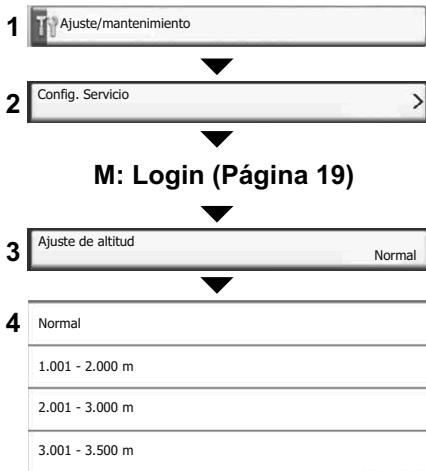 1 Ajuste/mantenimiento
2 Config. Servicio >
M: Login (Página 19)
3 Ajuste de altitud
Normal
4 Normal
1.001 - 2.000 m
2.001 - 3.000 m
3.001 - 3.500 m